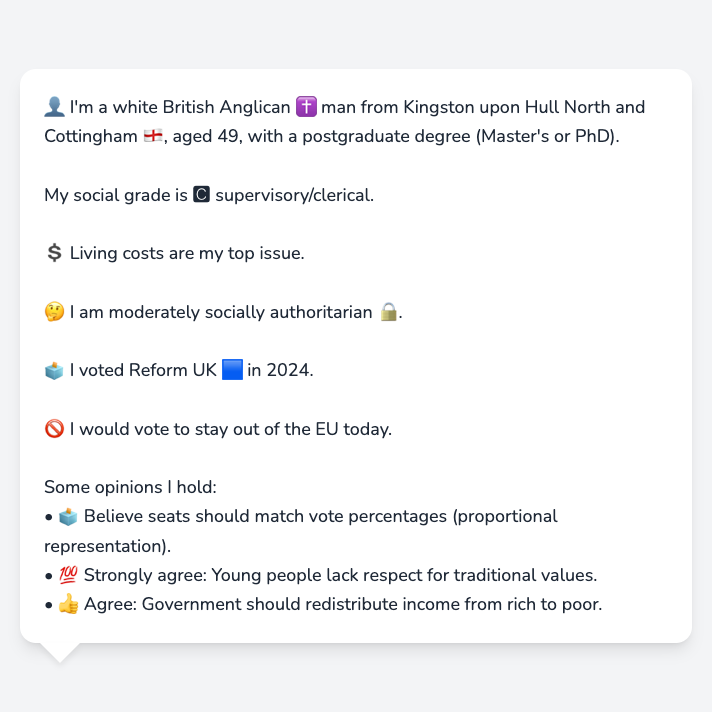 👤 I'm a white British Anglican ✝️ man from Kingston upon Hull North and
Cottingham 🏴󠁧󠁢󠁥󠁮󠁧󠁿, aged 49, with a postgraduate degree (Master's or PhD).
My social grade is 🅲 supervisory/clerical.
💲 Living costs are my top issue.
🤔 I am moderately socially authoritarian 🔒.
🗳️ I voted Reform UK 🟦 in 2024.
🚫 I would vote to stay out of the EU today.
Some opinions I hold:
• 🗳️ Believe seats should match vote percentages (proportional
representation).
• 💯 Strongly agree: Young people lack respect for traditional values.
• 👍 Agree: Government should redistribute income from rich to poor.